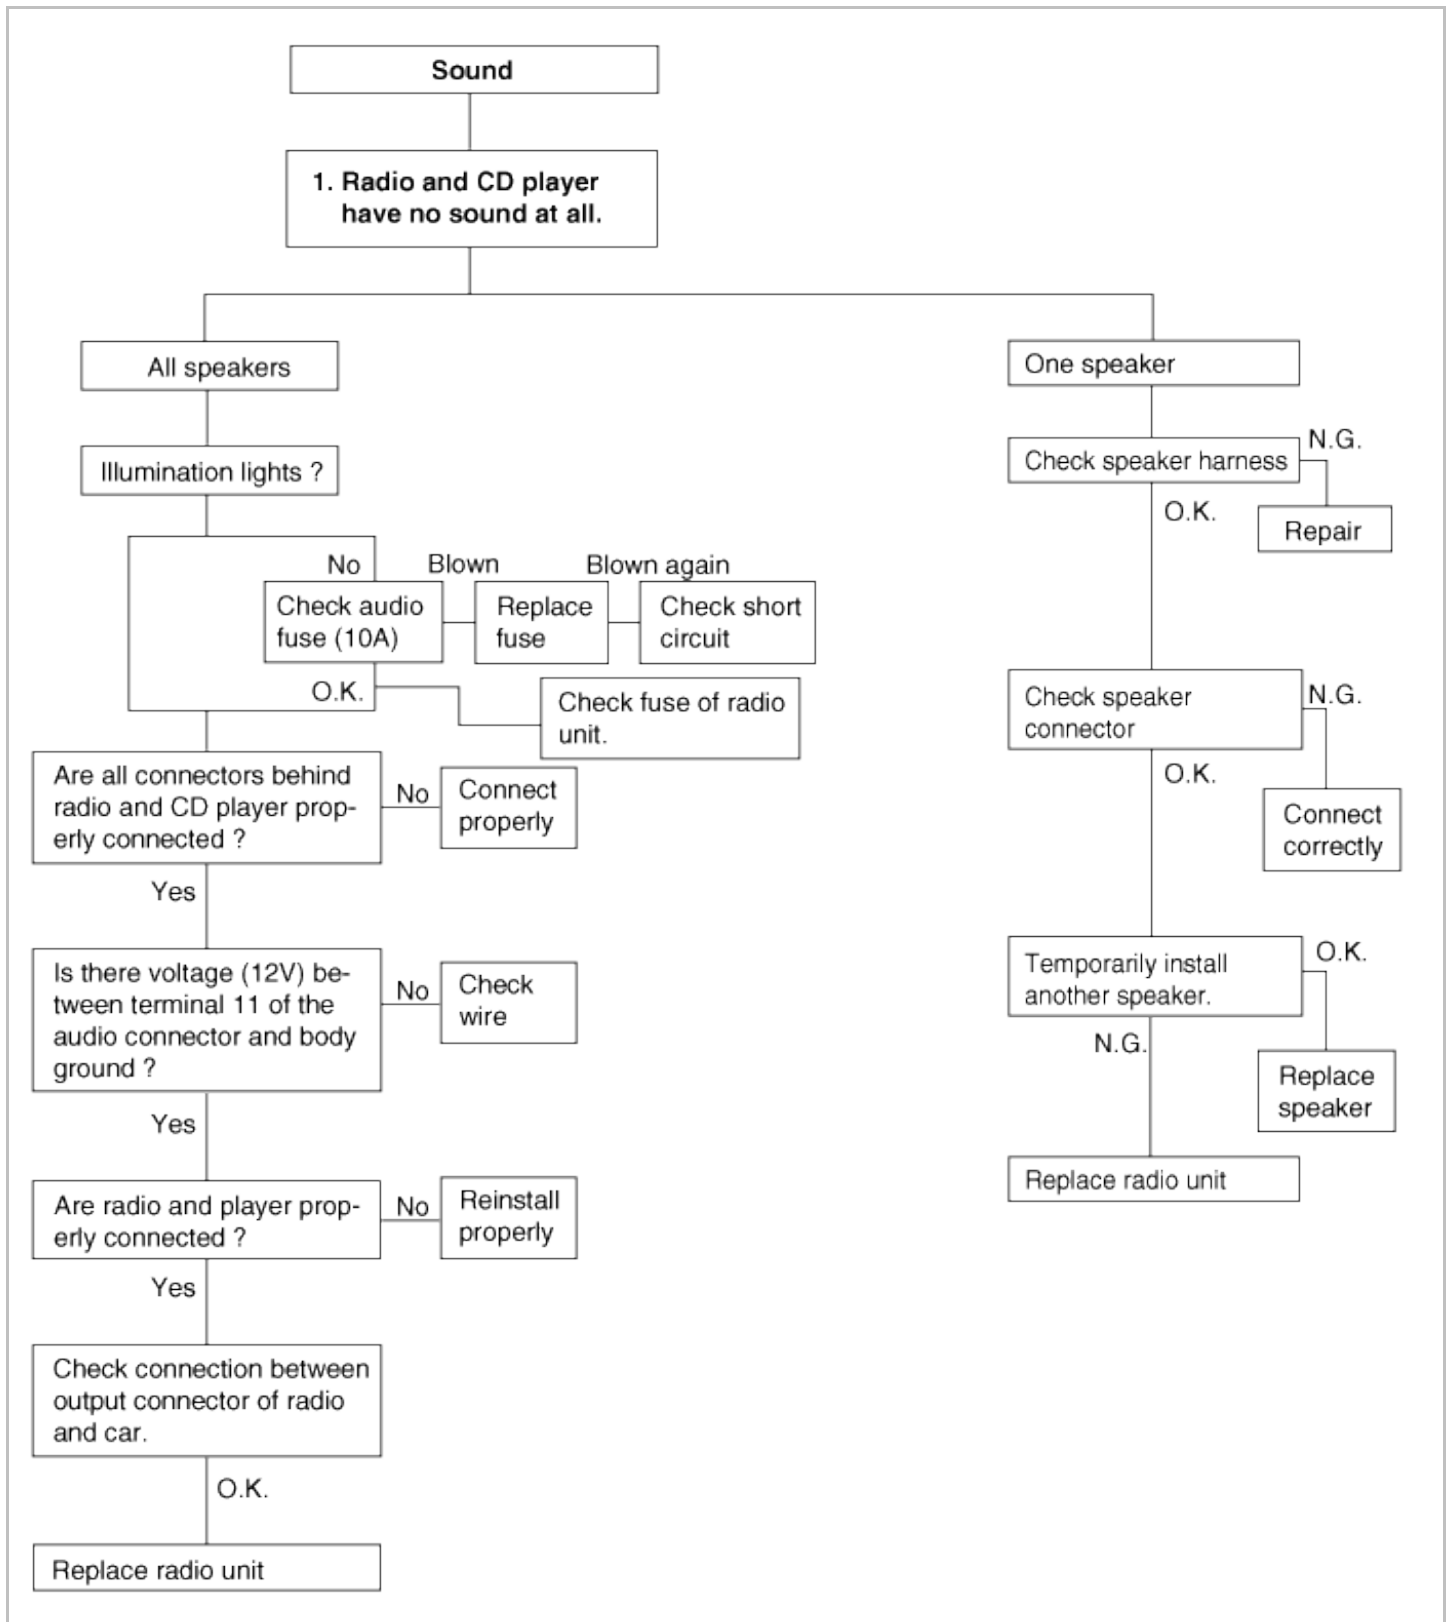 Sound
1. Radio and CD player
have no sound at all.
All speakers
Illumination lights ?
No
Blown
Blown again
Check audio
fuse (10A)
Replace
fuse
Check short
circuit
O.K.
Check fuse of radio
unit.
Are all connectors behind
radio and CD player prop-
erly connected ?
No
Connect
properly
Yes
Is there voltage (12V) be-
tween terminal 11 of the
audio connector and body
ground ?
No
Check
wire
Yes
Are radio and player prop-
erly connected ?
No
Reinstall
properly
Yes
Check connection between
output connector of radio
and car.
O.K.
Replace radio unit
One speaker
Check speaker harness
N.G.
Repair
O.K.
Check speaker
connector
N.G.
Connect
correctly
O.K.
Temporarily install
another speaker.
O.K.
Replace
speaker
N.G.
Replace radio unit